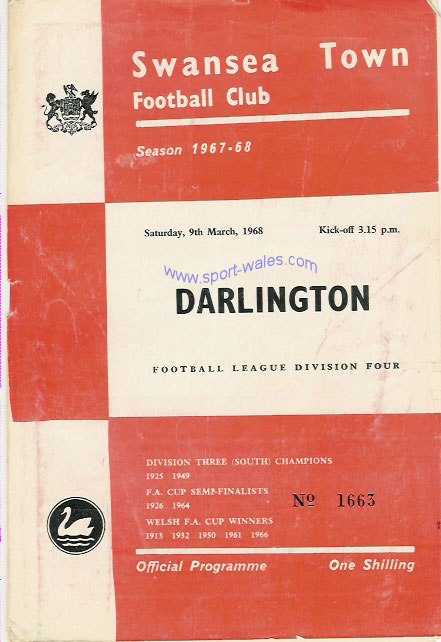 Swansea Town
Football Club
Season 1967-68
Saturday, 9th March, 1968 Kick-off 3.15 p.m.
www.sport-wales.com
DARLINGTON
FOOTBALL LEAGUE DIVISION FOUR
DIVISION THREE (SOUTH) CHAMPIONS
1925 1949
F.A. CUP SEMI-FINALISTS
1926 1964
No 1663
WELSH F.A. CUP WINNERS
1913 1932 1950 1961 1966
Official Programme One Shilling